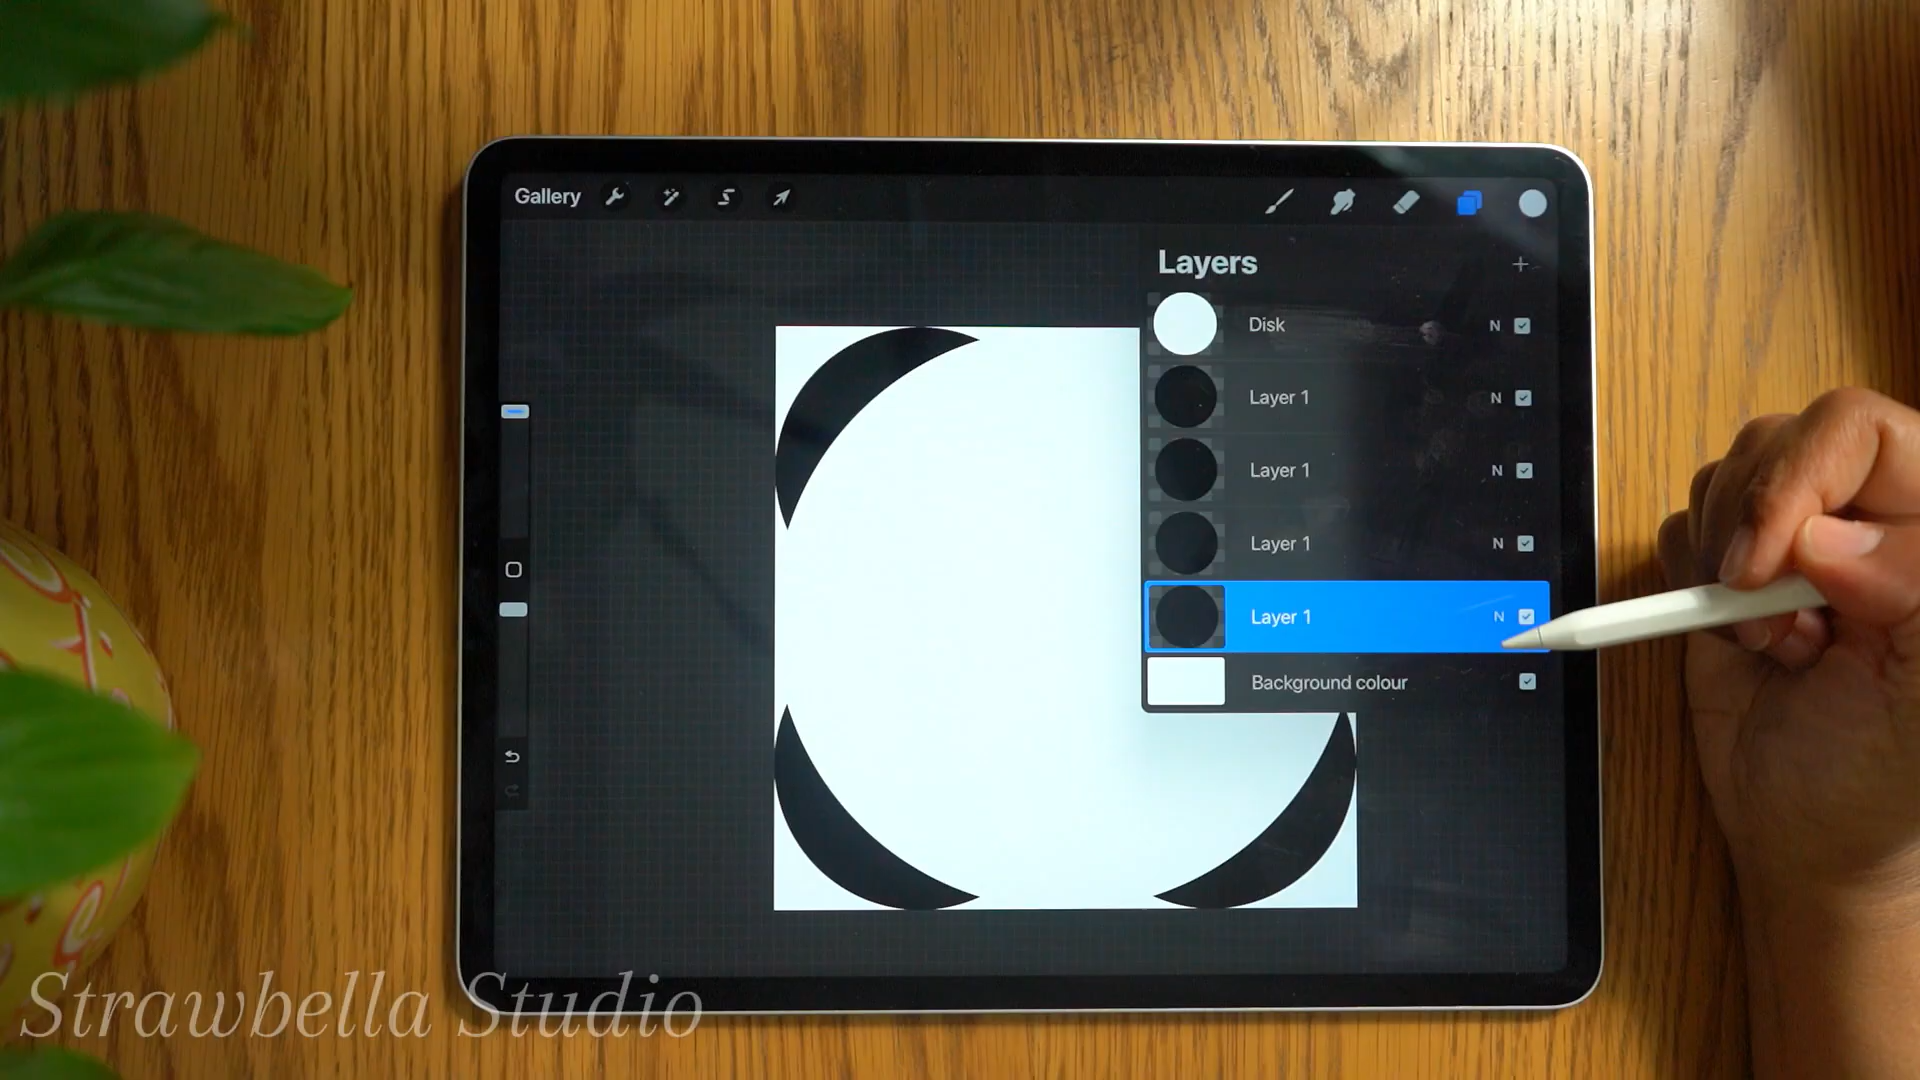 Gallery
Layers
Disk N
Layer 1 N
Layer 1 N
Layer 1 N
Layer 1 N
Background colour
Strawbella Studio